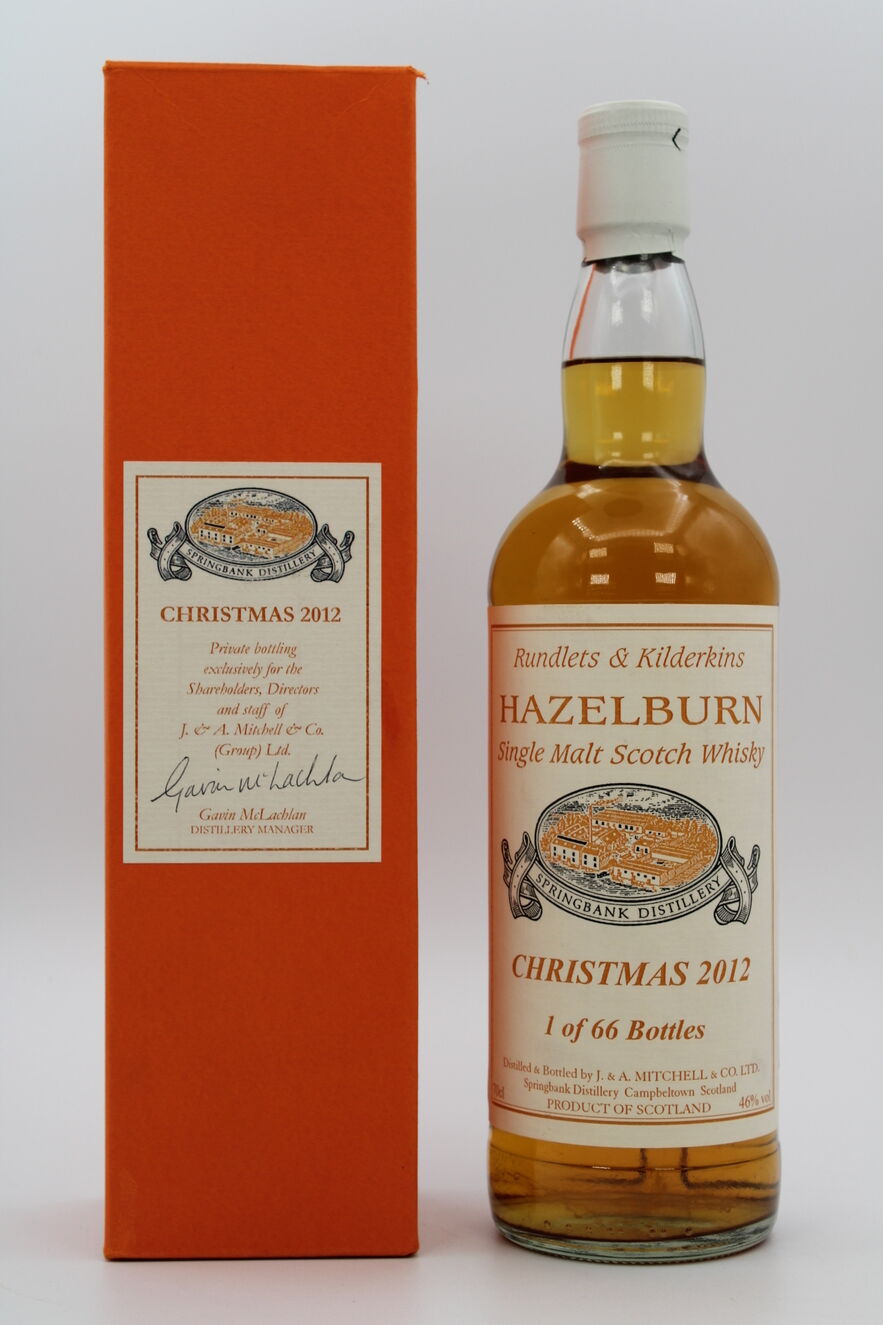 SPRINGBANK DISTILLERY
CHRISTMAS 2012
Private bottling
exclusively for the
Shareholders, Directors
and staff of
J. & A. Mitchell & Co.
(Group) Ltd.
Gavin McLachlan
Gavin McLachlan
DISTILLERY MANAGER
Rundlets & Kilderkins
HAZELBURN
Single Malt Scotch Whisky
SPRINGBANK DISTILLERY
CHRISTMAS 2012
1 of 66 Bottles
Distilled & Bottled by J. & A. MITCHELL & CO. LTD.
Springbank Distillery Campbeltown Scotland
70cl PRODUCT OF SCOTLAND 46% vol